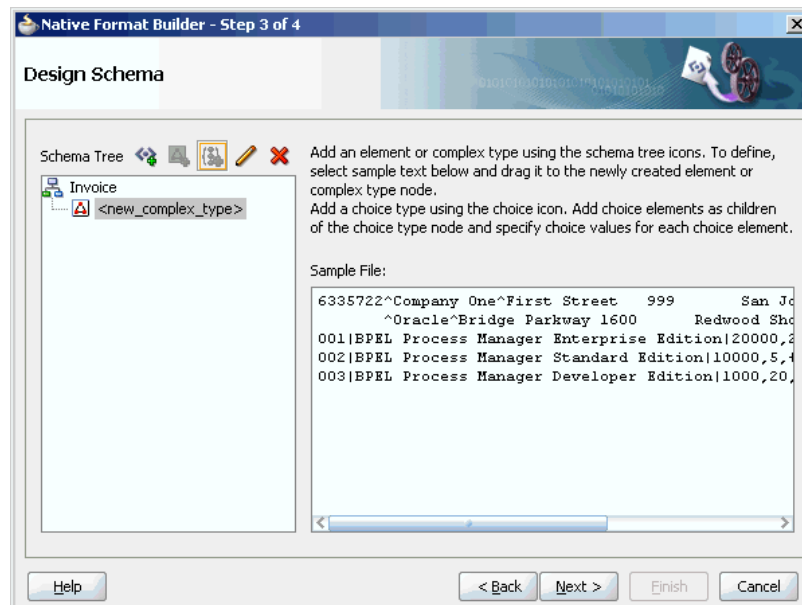 Native Format Builder - Step 3 of 4
Design Schema
Schema Tree
Invoice
<new_complex_type>
Add an element or complex type using the schema tree icons. To define,
select sample text below and drag it to the newly created element or
complex type node.
Add a choice type using the choice icon. Add choice elements as children
of the choice type node and specify choice values for each choice element.
Sample File:
6335722^Company One^First Street 999 San Jo
^Oracle^Bridge Parkway 1600 Redwood Sho
001|BPEL Process Manager Enterprise Edition|20000,2
002|BPEL Process Manager Standard Edition|10000,5,
003|BPEL Process Manager Developer Edition|1000,20,
Help
< Back
Next >
Finish
Cancel